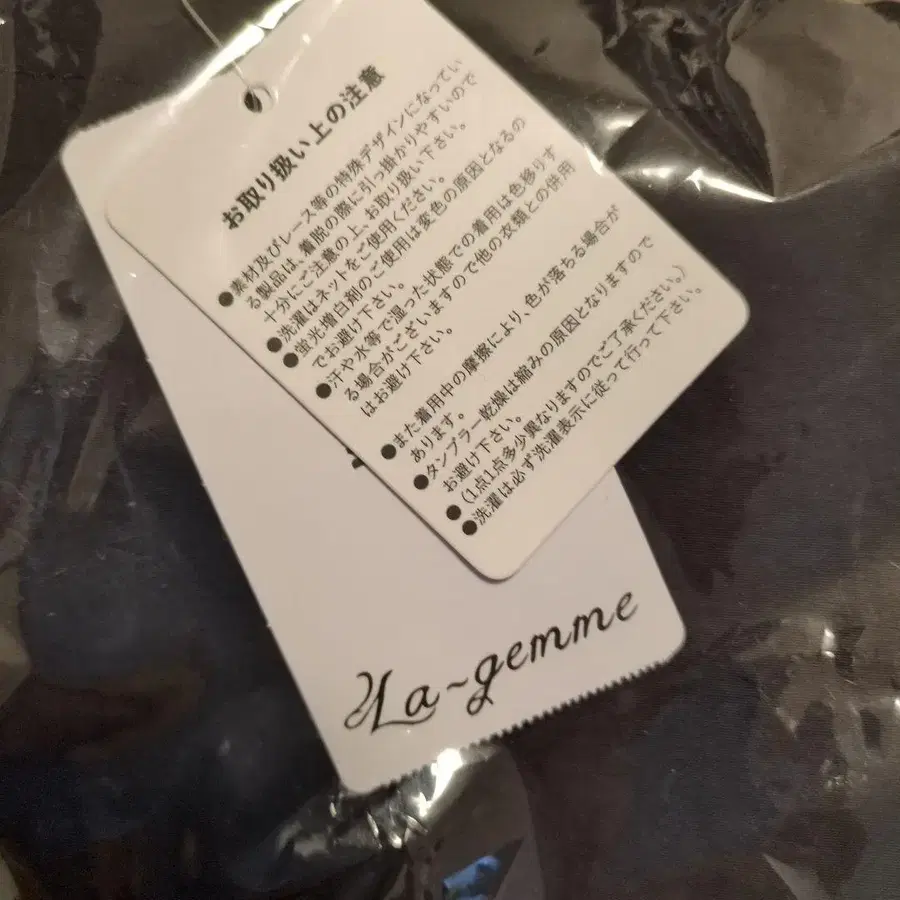 お取り扱い上の注意
●素材及びレース等の特殊デザインになってい
る製品は、着脱の際に引っ掛かりやすいので
十分にご注意の上、お取り扱い下さい。
●洗濯はネットをご使用ください。
●蛍光増白剤のご使用は変色の原因となるの
でお避け下さい。
●汗や水等で湿った状態での着用は色移りす
る場合がございますので他の衣類との併用
はお避け下さい。
●また着用中の摩擦により、色が落ちる場合が
あります。
●タンブラー乾燥は縮みの原因となりますので
お避け下さい。
●(1点1点多少異なりますのでご了承ください。)
●洗濯は必ず洗濯表示に従って行って下さい。
La~gemme